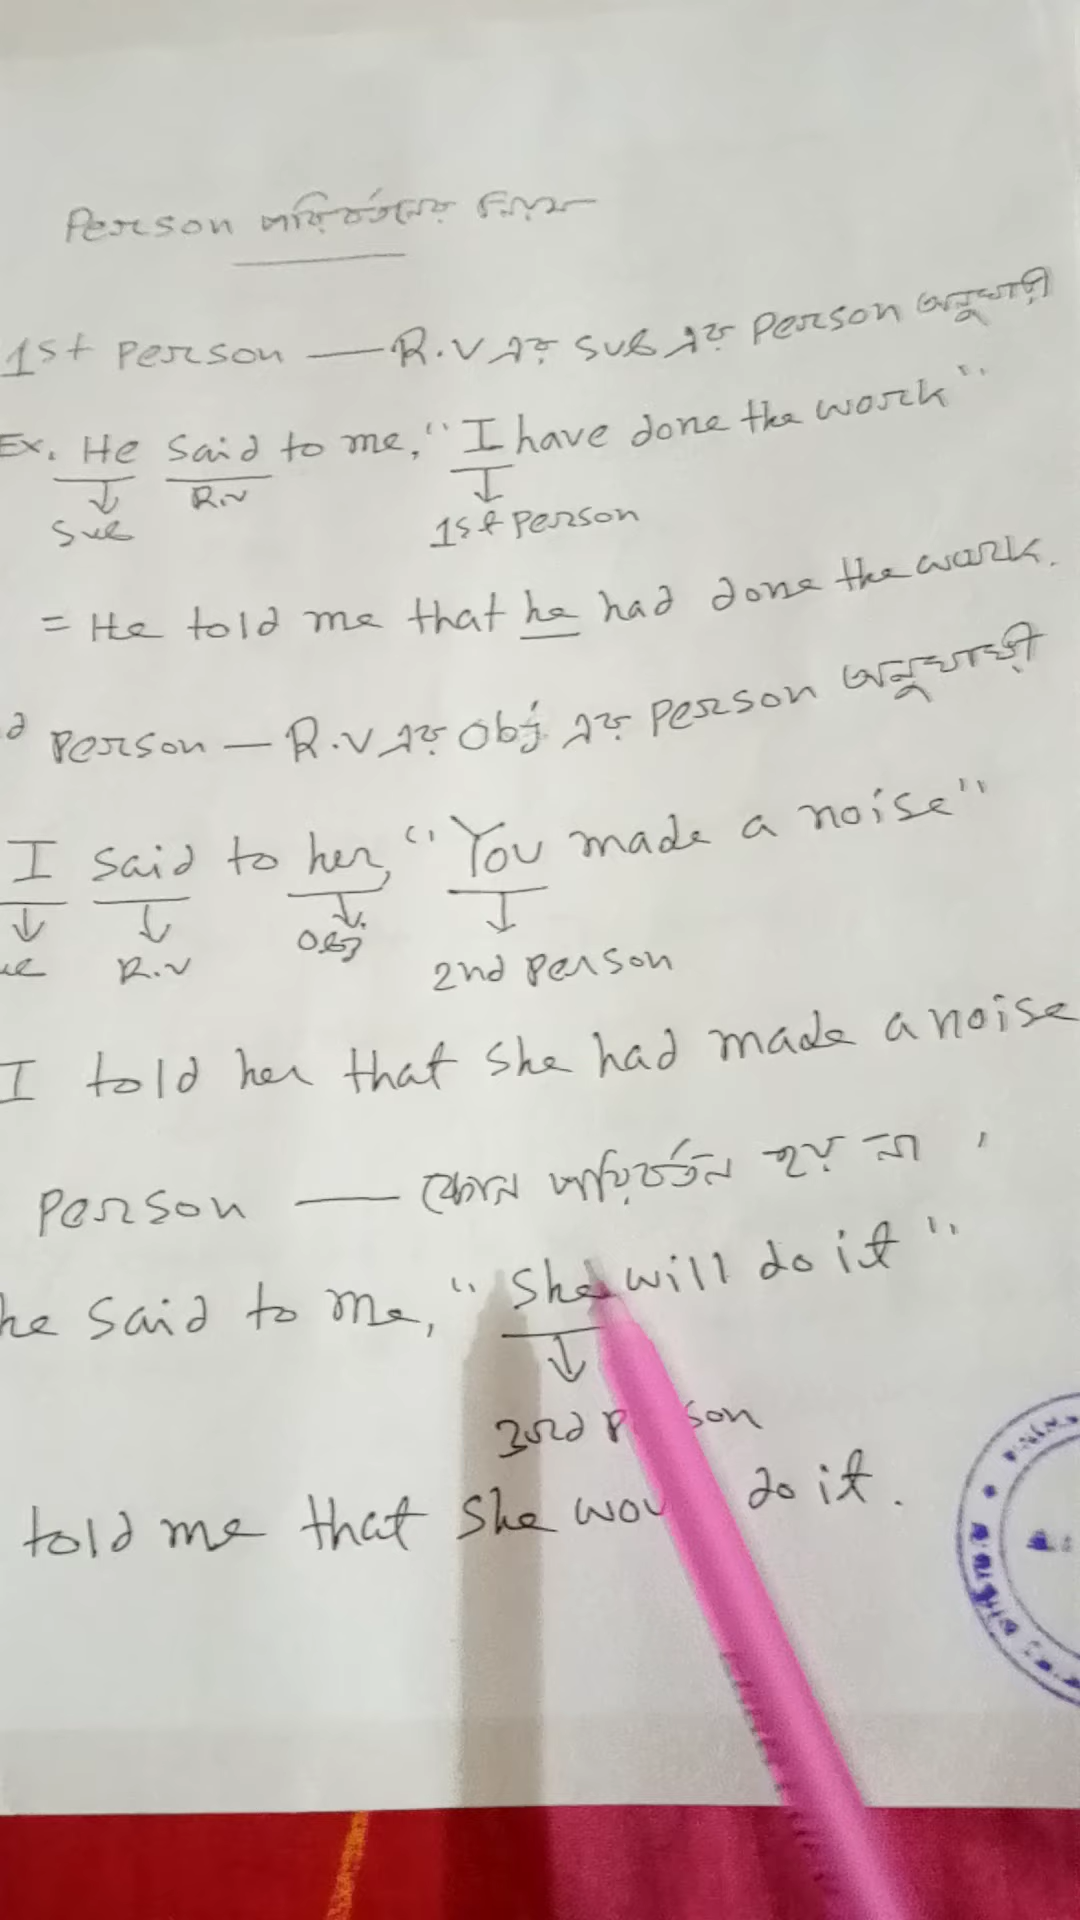 Person পরিবর্তনের নিয়ম
1st person — R.V এর sub এর person অনুযায়ী
Ex. He said to me, "I have done the work"
Sub R.V 1st person
= He told me that he had done the work.
d person — R.V এর obj এর person অনুযায়ী
I said to her, "You made a noise"
R.V obj 2nd person
I told her that she had made a noise
person — কোন পরিবর্তন হয় না,
he said to me, "She will do it"
3rd
told me that she do it.